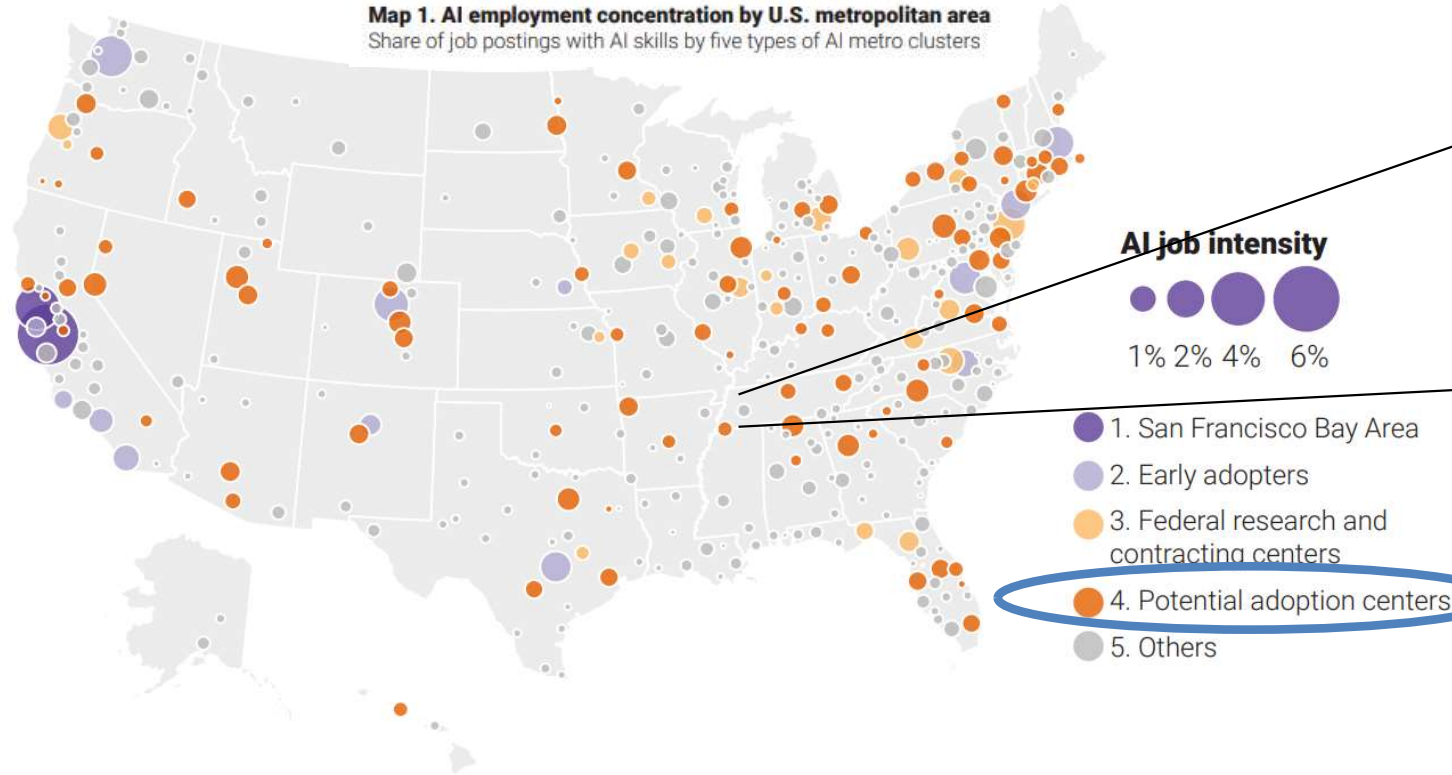 Map 1. AI employment concentration by U.S. metropolitan area
Share of job postings with AI skills by five types of AI metro clusters
AI job intensity
1% 2% 4% 6%
1. San Francisco Bay Area
2. Early adopters
3. Federal research and
contracting centers
4. Potential adoption centers
5. Others